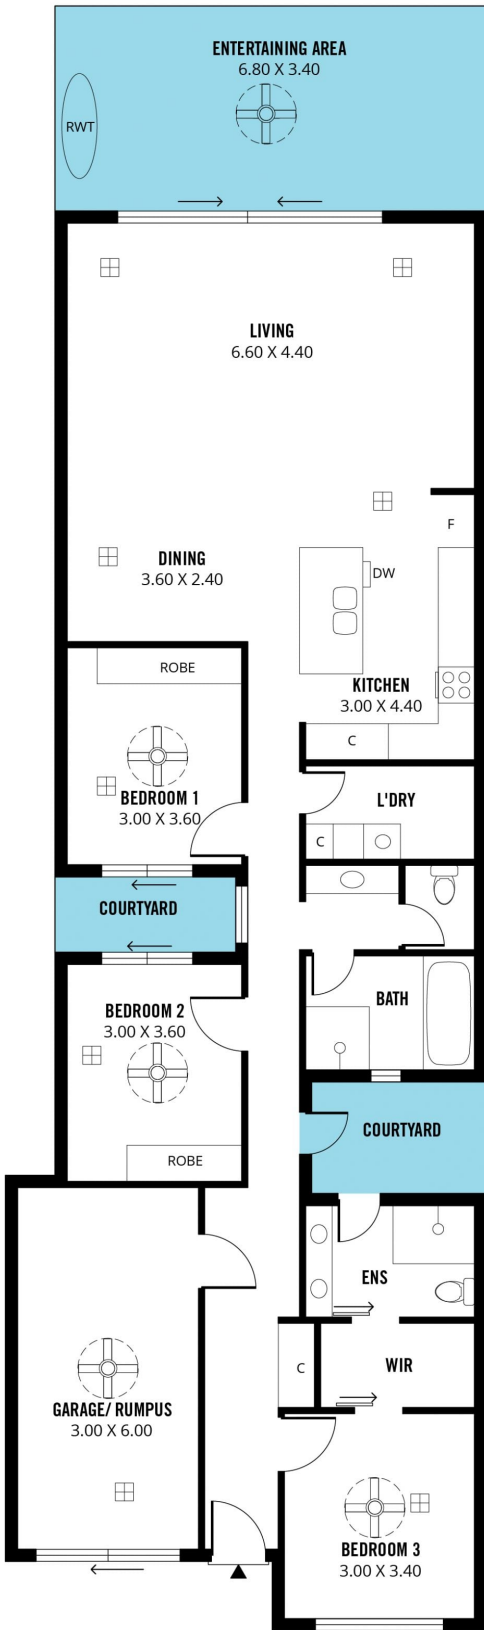 ENTERTAINING AREA
6.80 X 3.40
RWT
LIVING
6.60 X 4.40
F
DINING
3.60 X 2.40
DW
KITCHEN
3.00 X 4.40
ROBE
C
BEDROOM 1
3.00 X 3.60
L'DRY
C
COURTYARD
BATH
BEDROOM 2
3.00 X 3.60
COURTYARD
ROBE
ENS
WIR
C
GARAGE/ RUMPUS
3.00 X 6.00
BEDROOM 3
3.00 X 3.40